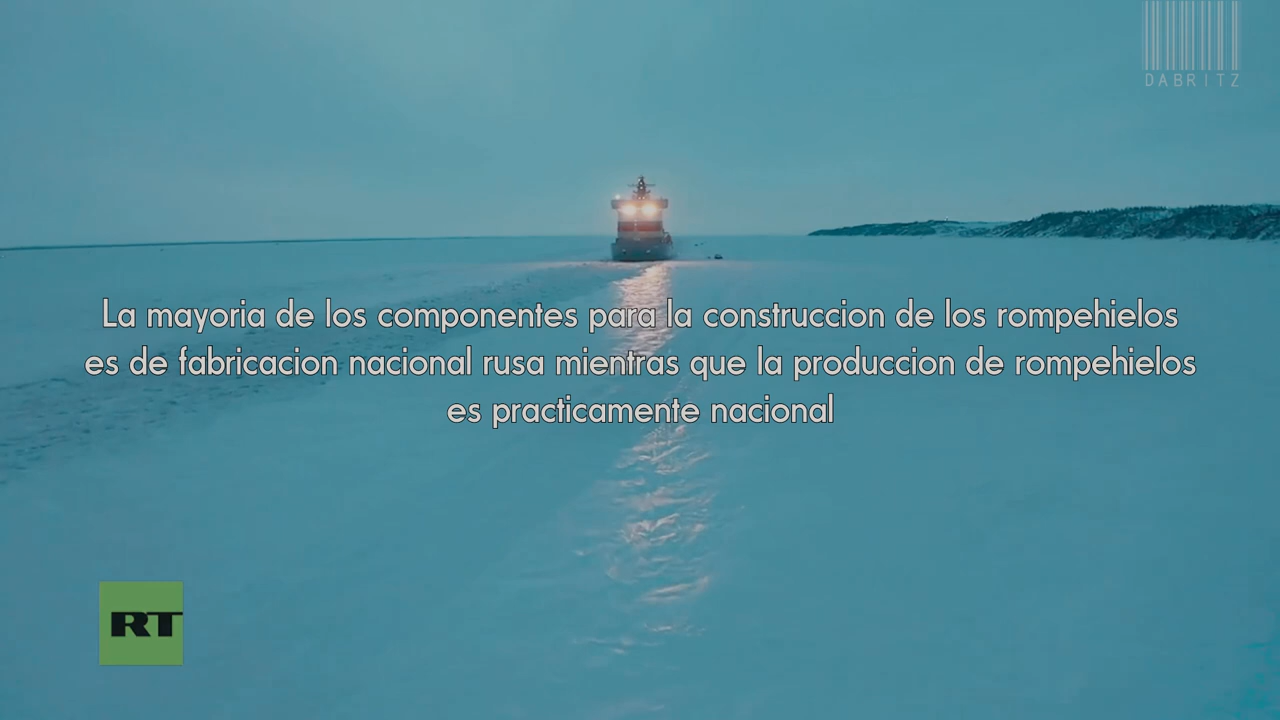 DABRITZ
La mayoria de los componentes para la construccion de los rompehielos
es de fabricacion nacional rusa mientras que la produccion de rompehielos
es practicamente nacional
RT